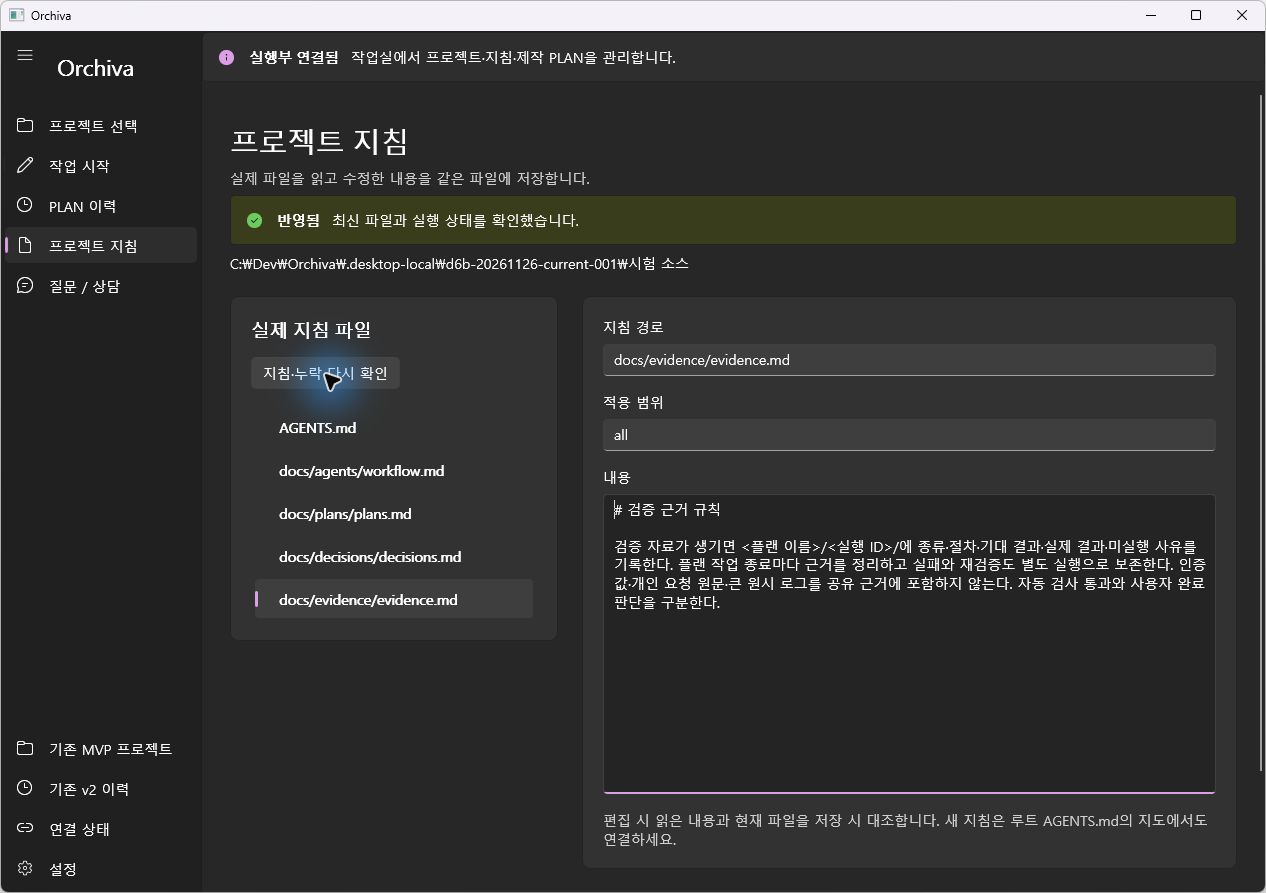 Orchiva
Orchiva
실행부 연결됨 작업실에서 프로젝트·지침·제작 PLAN을 관리합니다.
프로젝트 선택
작업 시작
PLAN 이력
프로젝트 지침
질문 / 상담
기존 MVP 프로젝트
기존 v2 이력
연결 상태
설정
프로젝트 지침
실제 파일을 읽고 수정한 내용을 같은 파일에 저장합니다.
반영됨 최신 파일과 실행 상태를 확인했습니다.
C:₩Dev₩Orchiva₩.desktop-local₩d6b-20261126-current-001₩시험 소스
실제 지침 파일
지침·누락 다시 확인
AGENTS.md
docs/agents/workflow.md
docs/plans/plans.md
docs/decisions/decisions.md
docs/evidence/evidence.md
지침 경로
docs/evidence/evidence.md
적용 범위
all
내용
# 검증 근거 규칙
검증 자료가 생기면 <플랜 이름>/<실행 ID>/에 종류·절차·기대 결과·실제 결과·미실행 사유를
기록한다. 플랜 작업 종료마다 근거를 정리하고 실패와 재검증도 별도 실행으로 보존한다. 인증
값·개인 요청 원문·큰 원시 로그를 공유 근거에 포함하지 않는다. 자동 검사 통과와 사용자 완료
판단을 구분한다.
편집 시 읽은 내용과 현재 파일을 저장 시 대조합니다. 새 지침은 루트 AGENTS.md의 지도에서도
연결하세요.